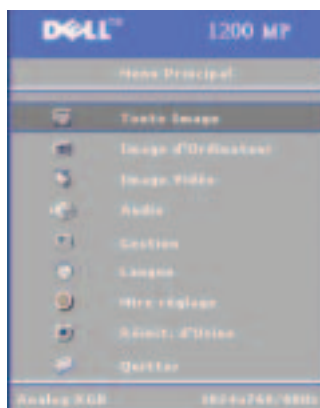 DELL™ 1200 MP
Menu Principal
Toute Image
Image d'Ordinateur
Image Vidéo
Audio
Gestion
Langue
Mire réglage
Réinit. d'Usine
Quitter
Analog RGB 1024x768/60Hz